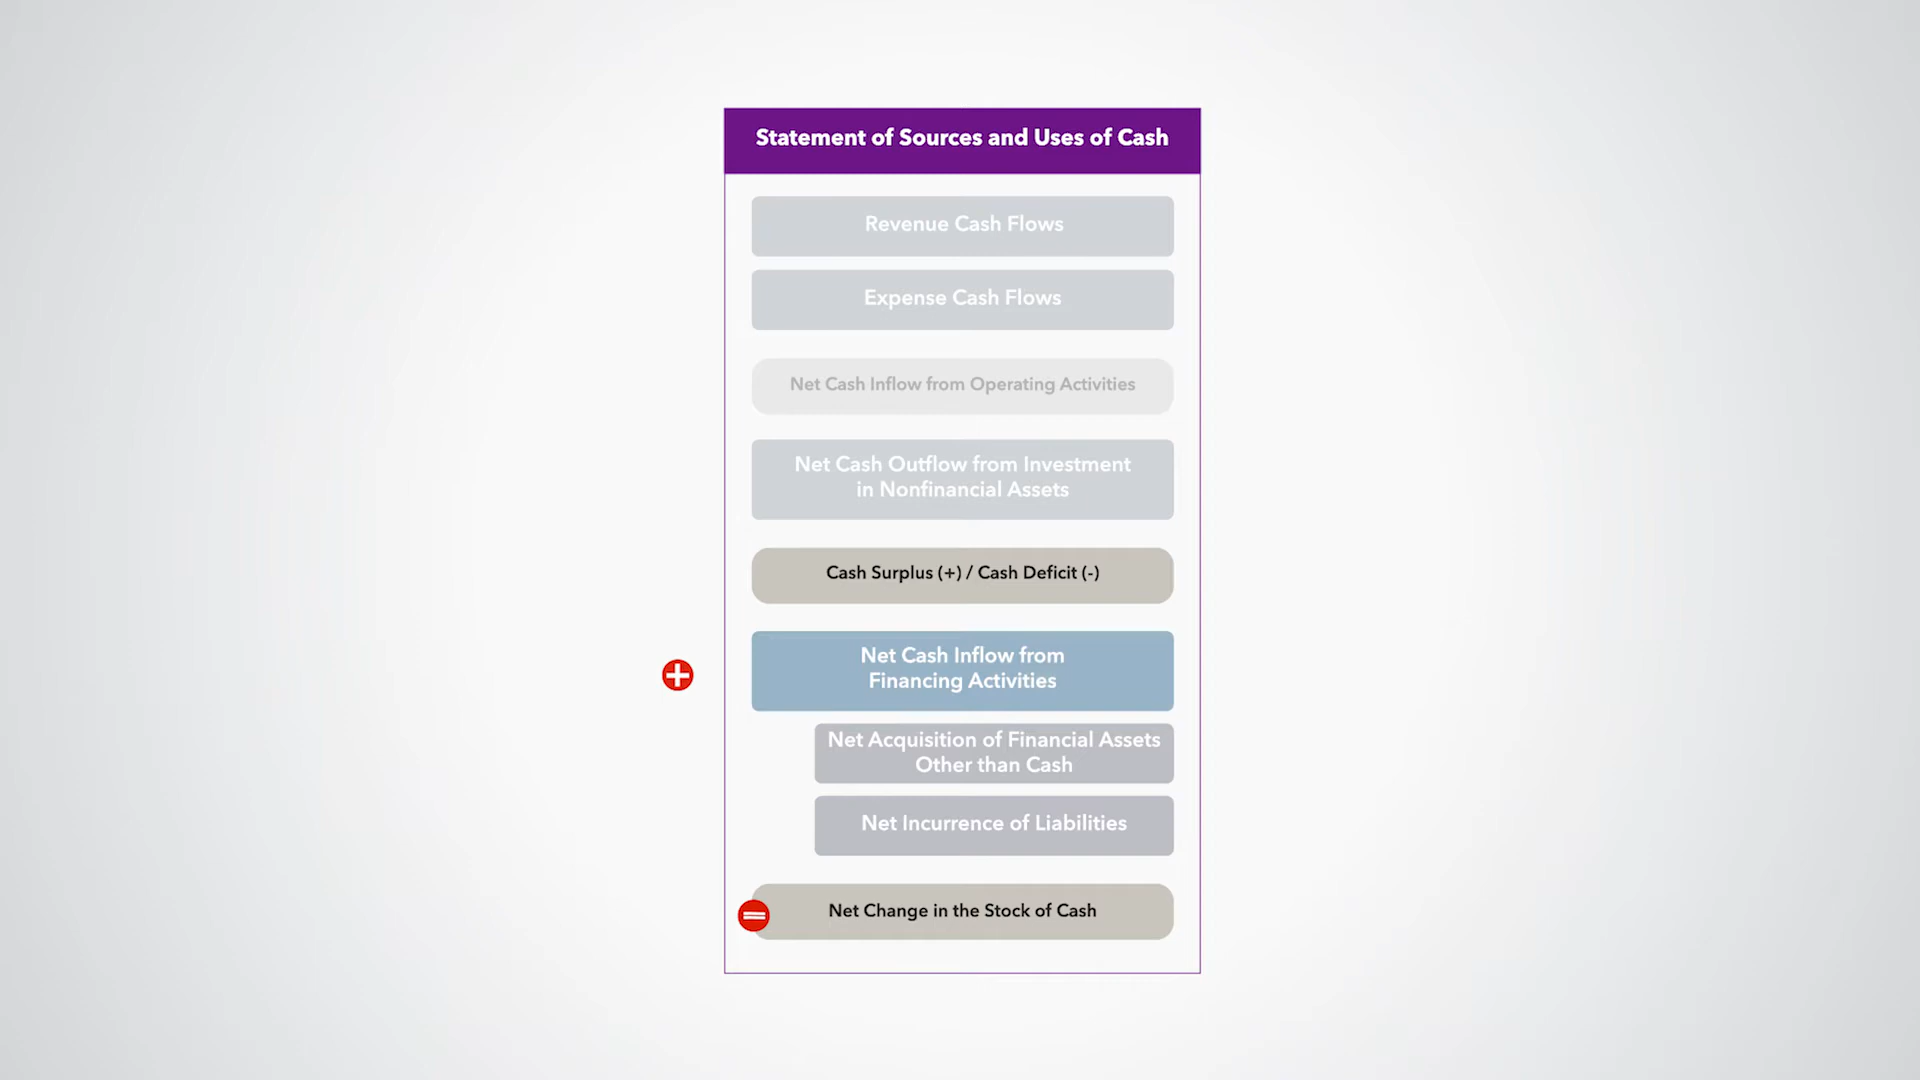 Statement of Sources and Uses of Cash
Revenue Cash Flows
Expense Cash Flows
Net Cash Inflow from Operating Activities
Net Cash Outflow from Investment
in Nonfinancial Assets
Cash Surplus (+) / Cash Deficit (-)
Net Cash Inflow from
Financing Activities
Net Acquisition of Financial Assets
Other than Cash
Net Incurrence of Liabilities
Net Change in the Stock of Cash